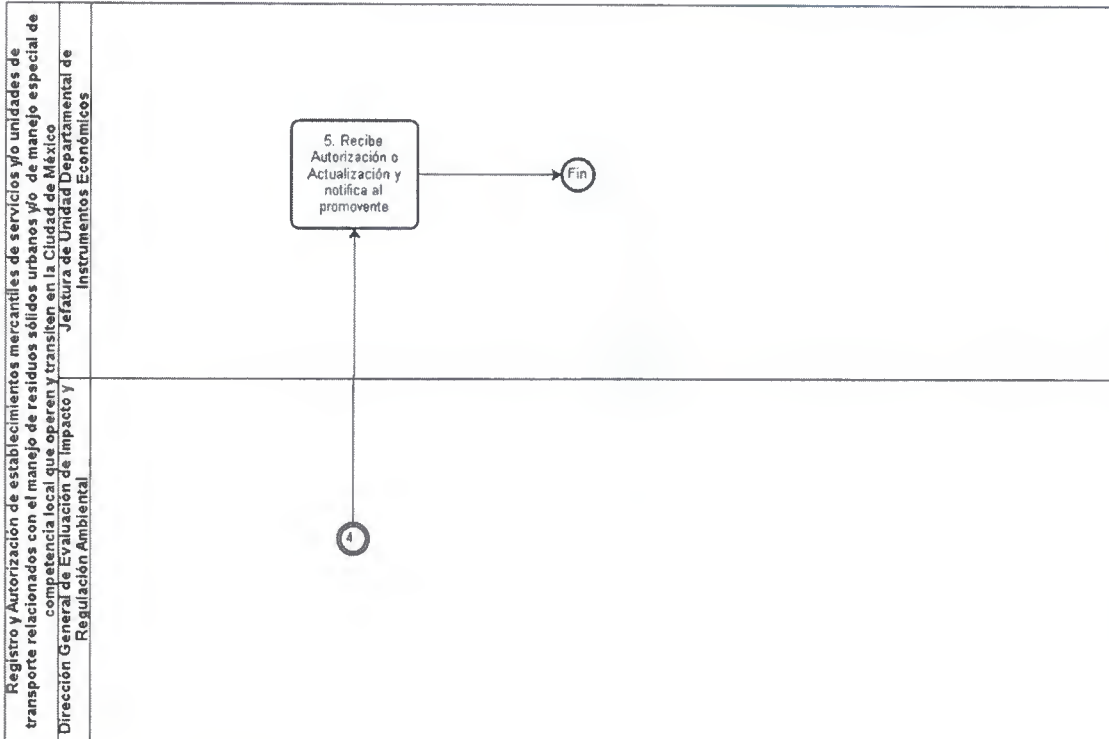 Registro y Autorización de establecimientos mercantiles de servicios y/o unidades de
transporte relacionados con el manejo de residuos sólidos urbanos y/o de manejo especial de
competencia local que operen y transiten en la Ciudad de México
Jefatura de Unidad Departamental de
Instrumentos Económicos
5. Recibe
Autorización o
Actualización y
notifica al
promovente
Fin
Dirección General de Evaluación de Impacto y
Regulación Ambiental
4